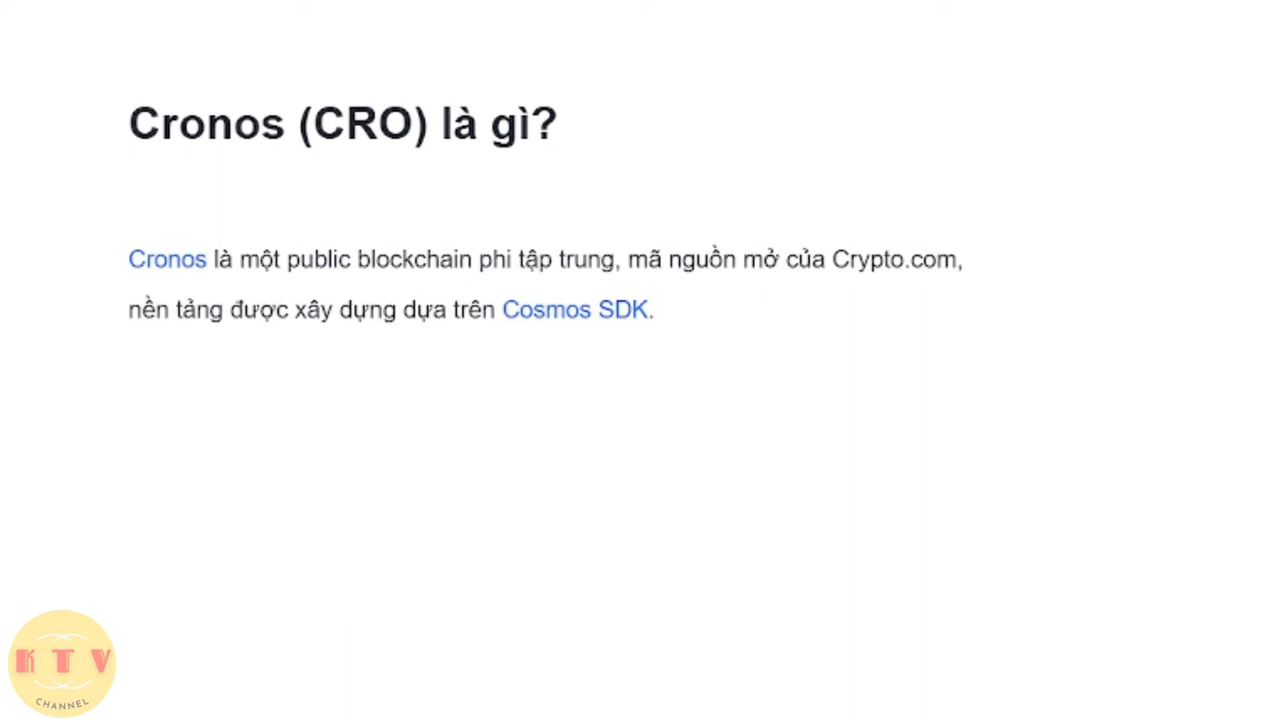 Cronos (CRO) là gì?
Cronos là một public blockchain phi tập trung, mã nguồn mở của Crypto.com,
nền tảng được xây dựng dựa trên Cosmos SDK.
KTV
CHANNEL